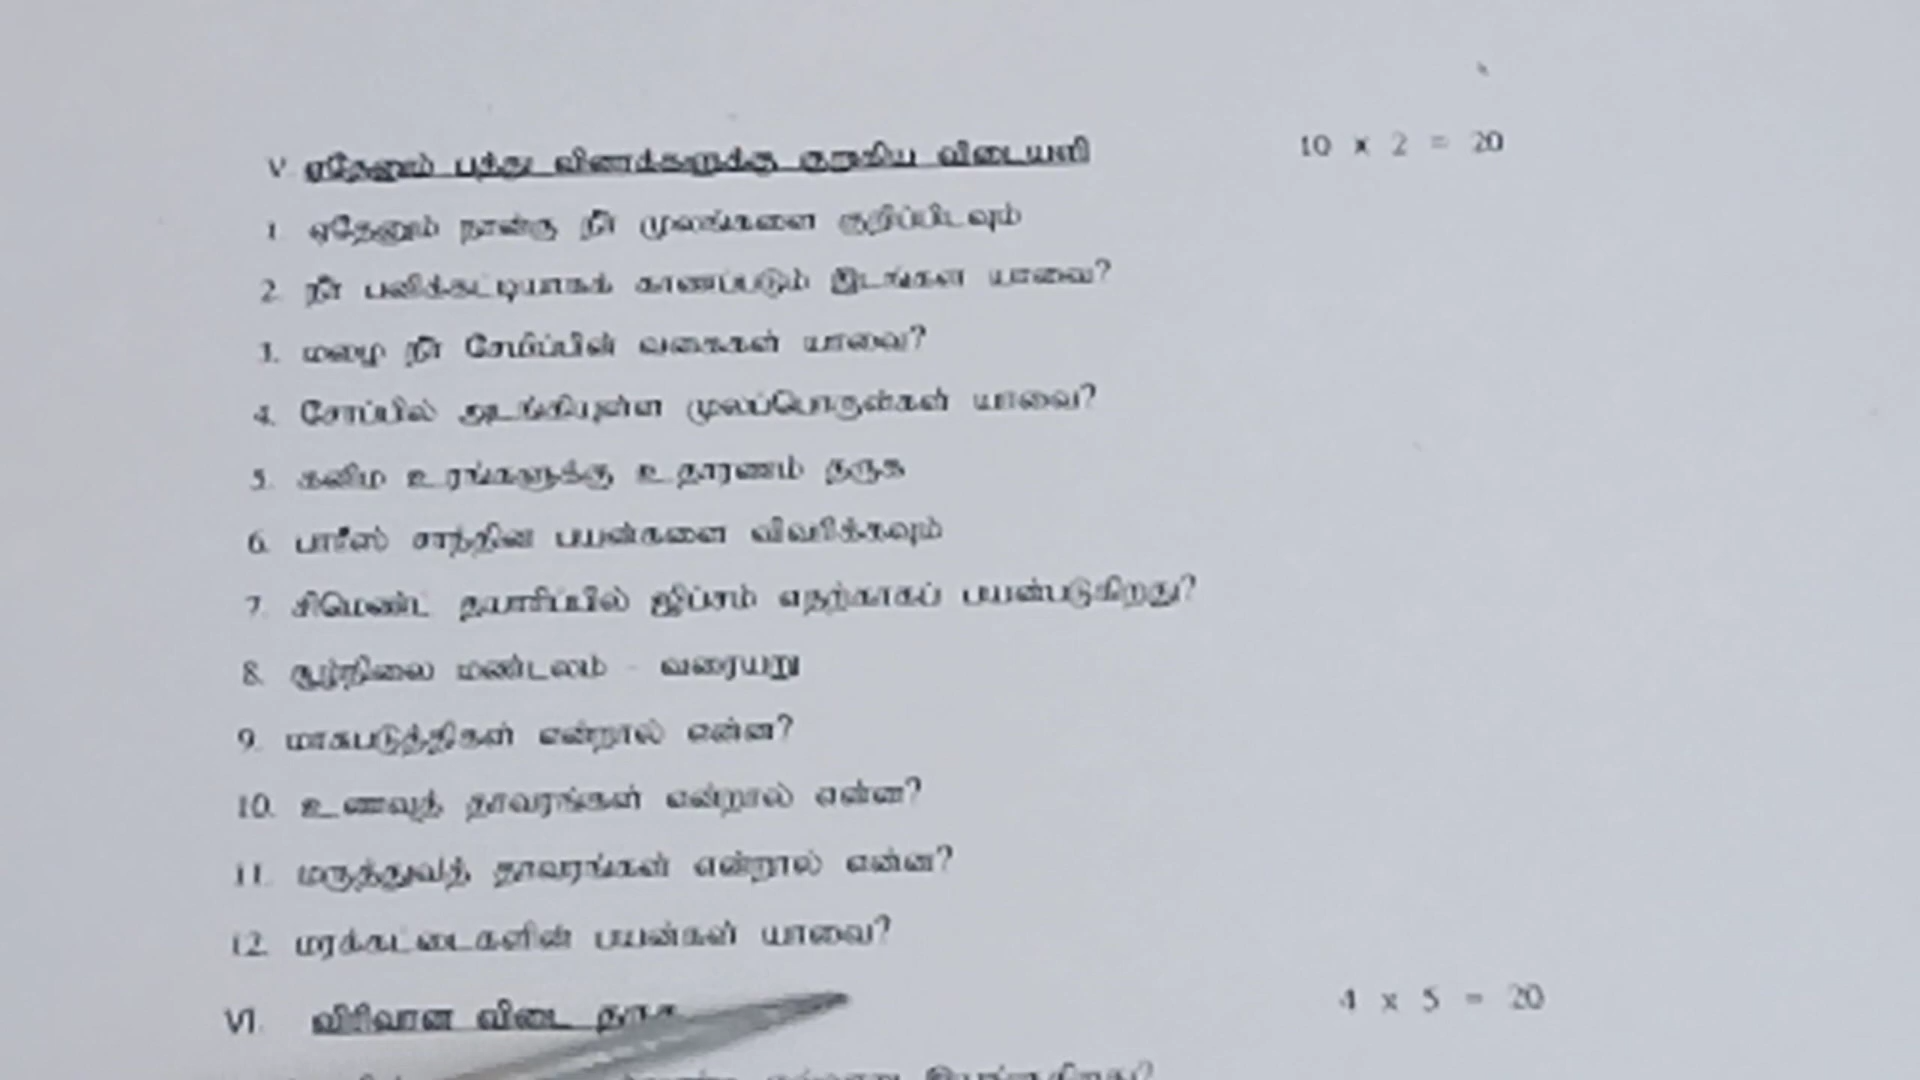 V ஏதேனும் பத்து வினாக்களுக்கு குறுகிய விடையளி 10 x 2 = 20
1. ஏதேனும் நான்கு நீர் மூலங்களை குறிப்பிடவும்
2. நீர் பனிக்கட்டியாகக் காணப்படும் இடங்கள் யாவை?
3. மழை நீர் சேமிப்பின் வகைகள் யாவை?
4. சோப்பில் அடங்கியுள்ள மூலப்பொருள்கள் யாவை?
5. கனிம உரங்களுக்கு உதாரணம் தருக
6. பாரீஸ் சாந்தின் பயன்களை விவரிக்கவும்
7. சிமெண்ட் தயாரிப்பில் ஜிப்சம் எதற்காகப் பயன்படுகிறது?
8. சூழ்நிலை மண்டலம் - வரையறு
9. மாசுபடுத்திகள் என்றால் என்ன?
10. உணவுத் தாவரங்கள் என்றால் என்ன?
11. மருத்துவத் தாவரங்கள் என்றால் என்ன?
12. மரக்கட்டைகளின் பயன்கள் யாவை?
VI. விரிவான விடை தருக 4 x 5 = 20